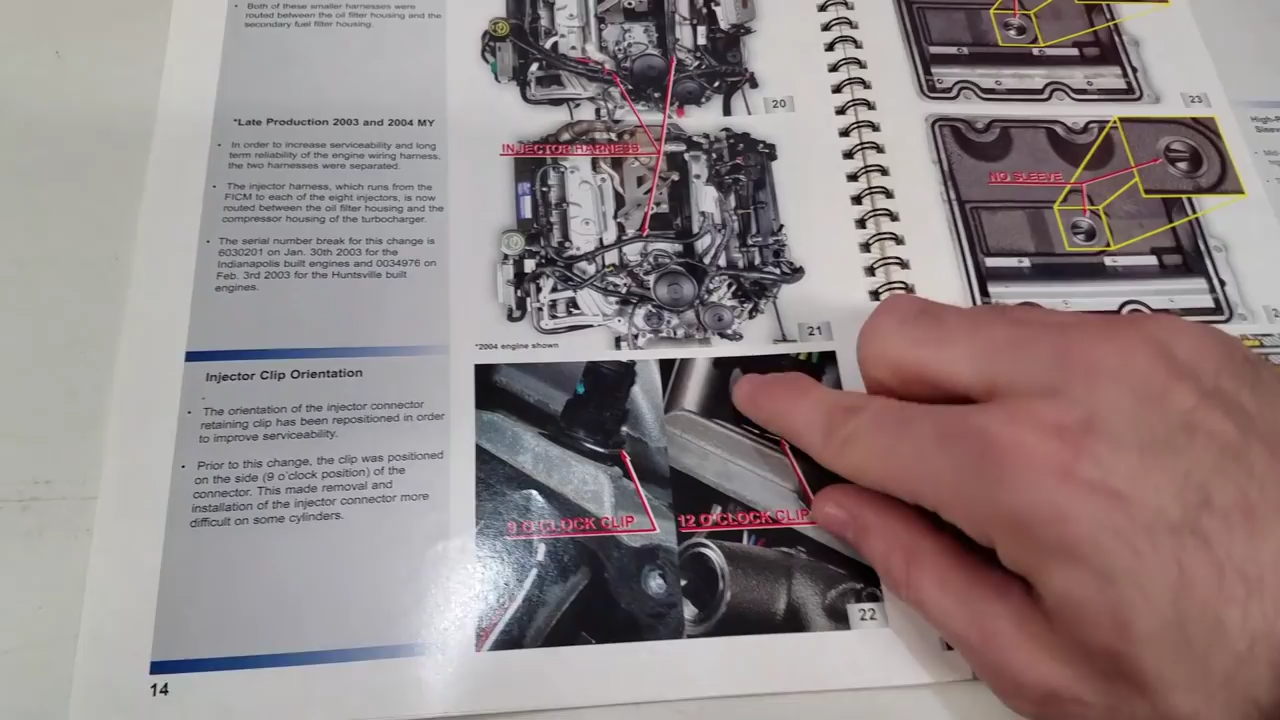 Both of these smaller harnesses were
routed between the oil filter housing and the
secondary fuel filter housing.
*Late Production 2003 and 2004 MY
In order to increase serviceability and long
term reliability of the engine wiring harness,
the two harnesses were separated.
The injector harness, which runs from the
FICM to each of the eight injectors, is now
routed between the oil filter housing and the
compressor housing of the turbocharger.
The serial number break for this change is
6030201 on Jan. 30th 2003 for the
Indianapolis built engines and 0034976 on
Feb. 3rd 2003 for the Huntsville built
engines.
Injector Clip Orientation
The orientation of the injector connector
retaining clip has been repositioned in order
to improve serviceability.
Prior to this change, the clip was positioned
on the side (9 o'clock position) of the
connector. This made removal and
installation of the injector connector more
difficult on some cylinders.
14
20
INJECTOR HARNESS
21
*2004 engine shown
9 O'CLOCK CLIP
12 O'CLOCK CLIP
22
23
NO SLEEVE